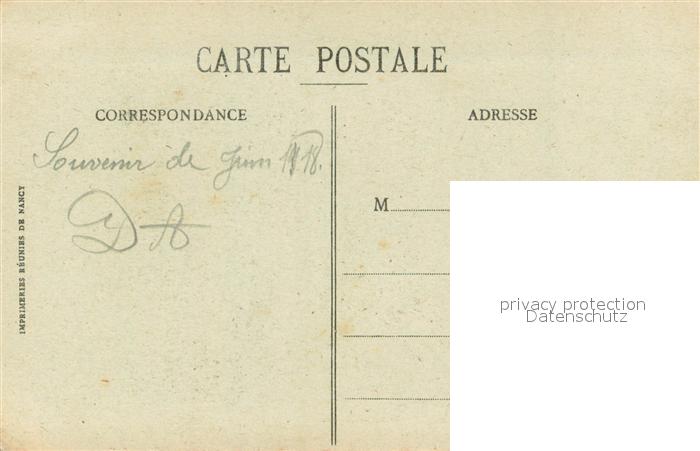 CARTE POSTALE
CORRESPONDANCE
ADRESSE
Souvenir de Juin 1918.
D A
M
IMPRIMERIES RÉUNIES DE NANCY
privacy protection
Datenschutz